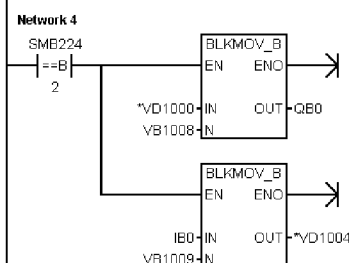 Network 4
SMB224
==B
2
BLKMOV_B
EN ENO
*VD1000 IN OUT QB0
VB1008 N
BLKMOV_B
EN ENO
IB0 IN OUT *VD1004
VB1009 N